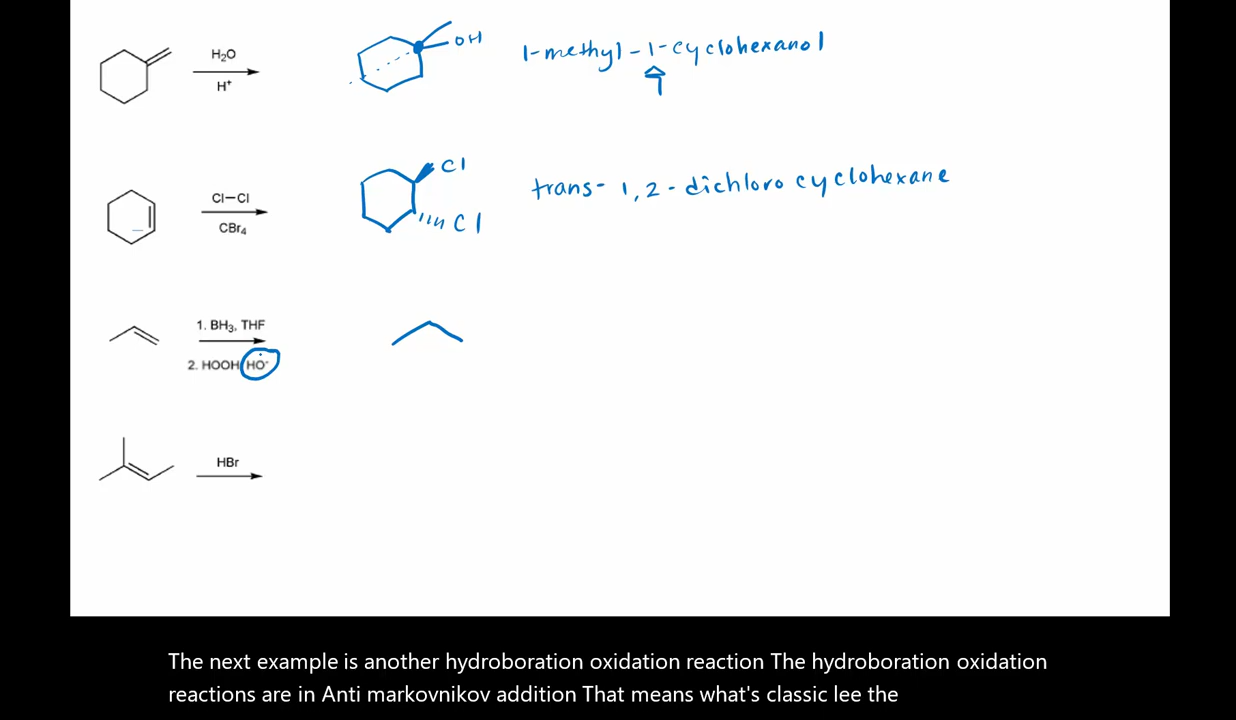 H₂O
H⁺
OH
1-methyl-1-cyclohexanol
Cl–Cl
CBr₄
Cl
Cl
trans-1,2-dichlorocyclohexane
1. BH₃, THF
2. HOOH HO⁻
HBr
The next example is another hydroboration oxidation reaction The hydroboration oxidation
reactions are in Anti markovnikov addition That means what's classic lee the